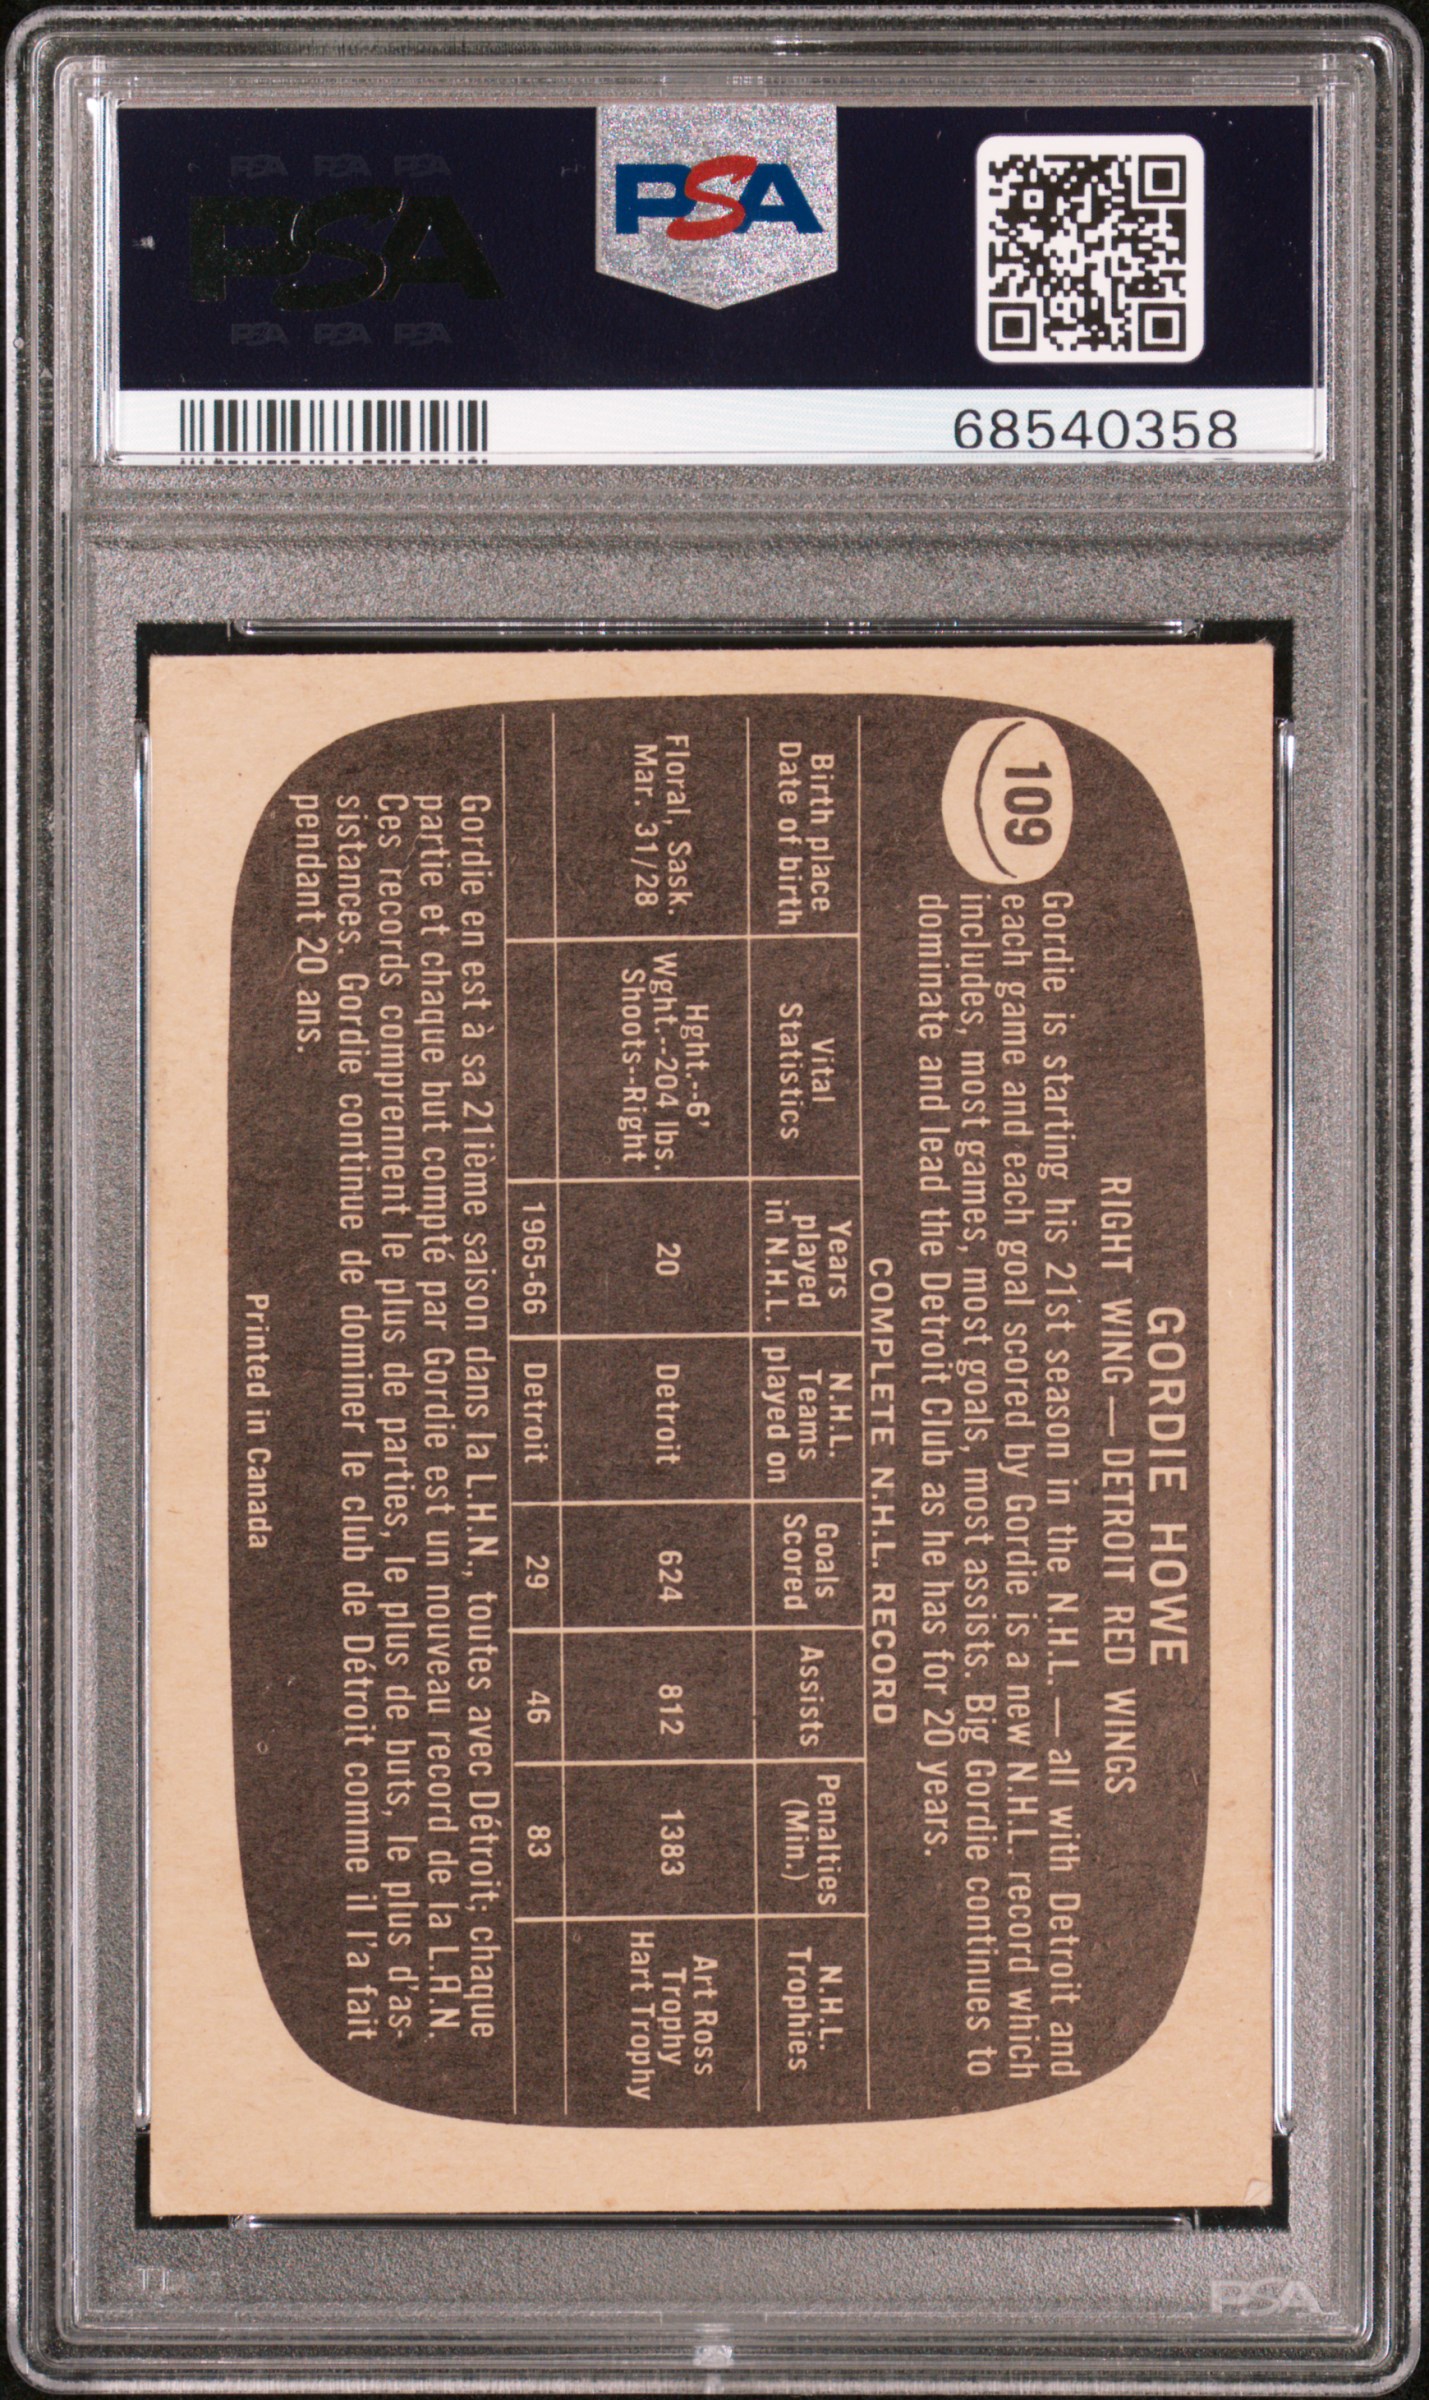 PSA PSA PSA
PSA
PSA PSA PSA
PSA
68540358
109
GORDIE HOWE
RIGHT WING — DETROIT RED WINGS
Gordie is starting his 21st season in the N.H.L. — all with Detroit and
each game and each goal scored by Gordie is a new N.H.L. record which
includes, most games, most goals, most assists. Big Gordie continues to
dominate and lead the Detroit Club as he has for 20 years.
COMPLETE N.H.L. RECORD
Birth place Date of birth | Vital Statistics | Years played in N.H.L. | N.H.L. Teams played on | Goals Scored | Assists | Penalties (Min.) | N.H.L. Trophies
Floral, Sask. Mar. 31/28 | Hght.--6' Wght.--204 lbs. Shoots--Right | 20 | Detroit | 624 | 812 | 1383 | Art Ross Trophy Hart Trophy
1965-66 | Detroit | 29 | 46 | 83
Gordie en est à sa 21ième saison dans la L.H.N., toutes avec Détroit; chaque
partie et chaque but compté par Gordie est un nouveau record de la L.H.N.
Ces records comprennent le plus de parties, le plus de buts, le plus d'as-
sistances. Gordie continue de dominer le club de Détroit comme il l'a fait
pendant 20 ans.
Printed in Canada
PSA